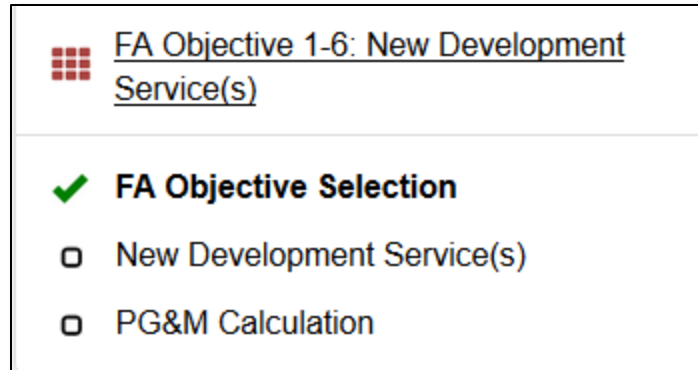 FA Objective 1-6: New Development
Service(s)
FA Objective Selection
New Development Service(s)
PG&M Calculation